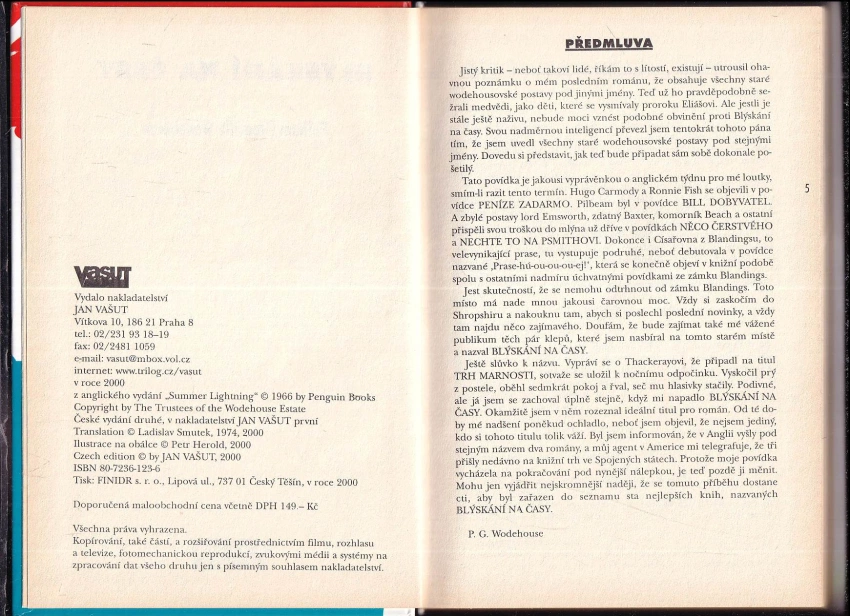 vašut
Vydalo nakladatelství
JAN VAŠUT
Vítkova 10, 186 21 Praha 8
tel.: 02/231 93 18–19
fax: 02/2481 1059
e-mail: vasut@mbox.vol.cz
internet: www.trilog.cz/vasut
v roce 2000
z anglického vydání „Summer Lightning" © 1966 by Penguin Books
Copyright by The Trustees of the Wodehouse Estate
České vydání druhé, v nakladatelství JAN VAŠUT první
Translation © Ladislav Smutek, 1974, 2000
Ilustrace na obálce © Petr Herold, 2000
Czech edition © by JAN VAŠUT, 2000
ISBN 80-7236-123-6
Tisk: FINIDR s. r. o., Lípová ul., 737 01 Český Těšín, v roce 2000
Doporučená maloobchodní cena včetně DPH 149.– Kč
Všechna práva vyhrazena.
Kopírování, také částí, a rozšiřování prostřednictvím filmu, rozhlasu
a televize, fotomechanickou reprodukcí, zvukovými médii a systémy na
zpracování dat všeho druhu jen s písemným souhlasem nakladatelství.
PŘEDMLUVA
Jistý kritik – neboť takoví lidé, říkám to s lítostí, existují – utrousil oha-
vnou poznámku o mém posledním románu, že obsahuje všechny staré
wodehousovské postavy pod jinými jmény. Teď už ho pravděpodobně se-
žrali medvědi, jako děti, které se vysmívaly proroku Eliášovi. Ale jestli je
stále ještě naživu, nebude moci vznést podobné obvinění proti Blýskání
na časy. Svou nadměrnou inteligencí převezl jsem tentokrát tohoto pána
tím, že jsem uvedl všechny staré wodehousovské postavy pod stejnými
jmény. Dovedu si představit, jak teď bude připadat sám sobě dokonale po-
šetilý.
Tato povídka je jakousi vyprávěnkou o anglickém týdnu pro mé loutky,
smím-li razit tento termín. Hugo Carmody a Ronnie Fish se objevili v po-
vídce PENÍZE ZADARMO. Pilbeam byl v povídce BILL DOBYVATEL.
A zbylé postavy lord Emsworth, zdatný Baxter, komorník Beach a ostatní
přispěli svou troškou do mlýna už dříve v povídkách NĚCO ČERSTVÉHO
a NECHTE TO NA PSMITHOVI. Dokonce i Císařovna z Blandingsu, to
velevynikající prase, tu vystupuje podruhé, neboť debutovala v povídce
nazvané ‚Prase-hú-ou-ou-ou-ej!', která se konečně objeví v knižní podobě
spolu s ostatními nadmíru úchvatnými povídkami ze zámku Blandings.
Jest skutečností, že se nemohu odtrhnout od zámku Blandings. Toto
místo má nade mnou jakousi čarovnou moc. Vždy si zaskočím do
Shropshiru a nakouknu tam, abych si poslechl poslední novinky, a vždy
tam najdu něco zajímavého. Doufám, že bude zajímat také mé vážené
publikum těch pár klepů, které jsem nasbíral na tomto starém místě
a nazval BLÝSKÁNÍ NA ČASY.
Ještě slůvko k názvu. Vypráví se o Thackerayovi, že připadl na titul
TRH MARNOSTI, sotvaže se uložil k nočnímu odpočinku. Vyskočil prý
z postele, oběhl sedmkrát pokoj a řval, seč mu hlasivky stačily. Podivné,
ale já jsem se zachoval úplně stejně, když mi napadlo BLÝSKÁNÍ NA
ČASY. Okamžitě jsem v něm rozeznal ideální titul pro román. Od té do-
by mé nadšení poněkud ochladlo, neboť jsem objevil, že nejsem jediný,
kdo si tohoto titulu tolik váží. Byl jsem informován, že v Anglii vyšly pod
stejným názvem dva romány, a můj agent v Americe mi telegrafuje, že tři
přišly nedávno na knižní trh ve Spojených státech. Protože moje povídka
vycházela na pokračování pod nynější nálepkou, je teď pozdě ji měnit.
Mohu jen vyjádřit nejskromnější naději, že se tomuto příběhu dostane
cti, aby byl zařazen do seznamu sta nejlepších knih, nazvaných
BLÝSKÁNÍ NA ČASY.
P. G. Wodehouse
5